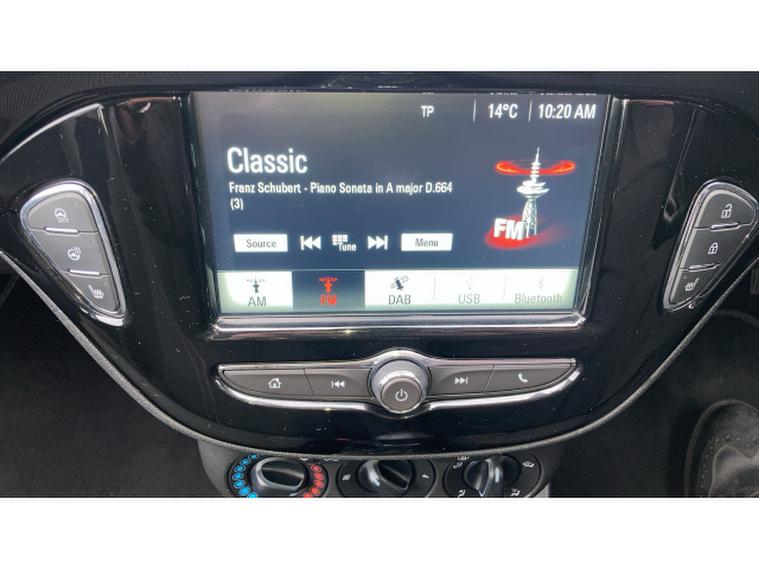 TP 14°C 10:20 AM
Classic
Franz Schubert - Piano Sonata in A major D.664
(3)
FM
Source Tune Menu
AM FM DAB USB Bluetooth
CITY